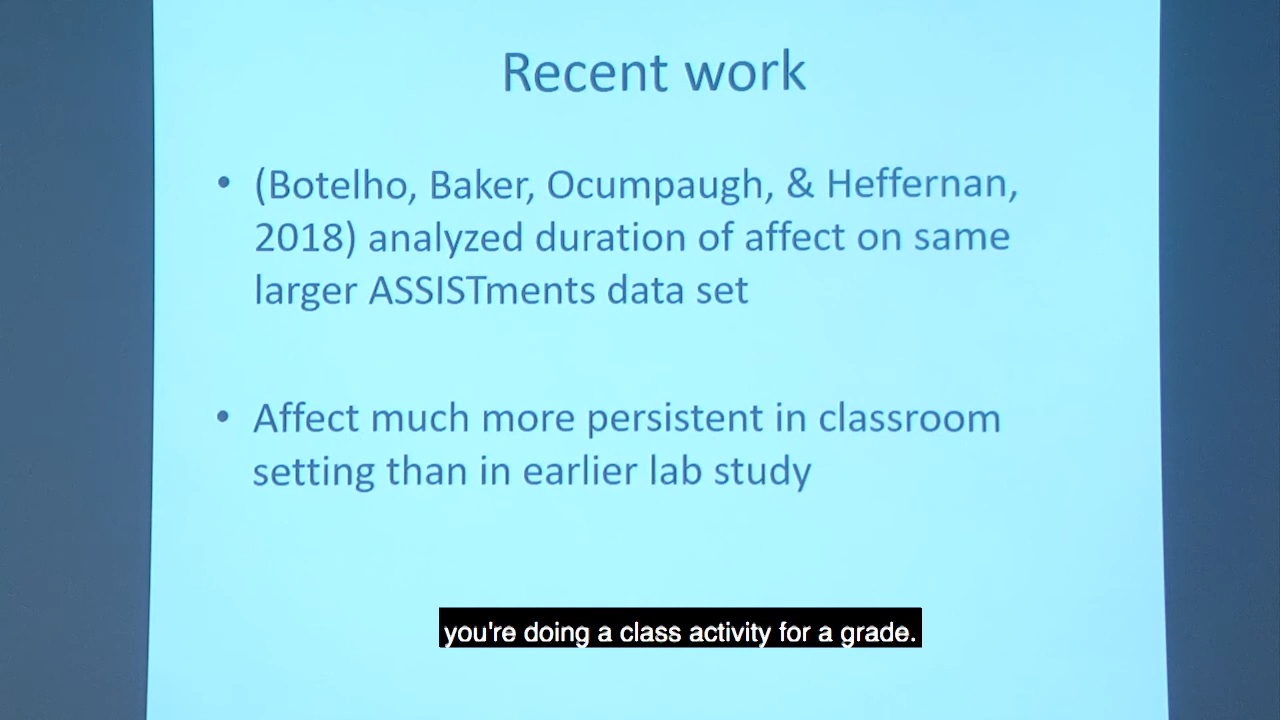 Recent work
• (Botelho, Baker, Ocumpaugh, & Heffernan,
2018) analyzed duration of affect on same
larger ASSISTments data set
• Affect much more persistent in classroom
setting than in earlier lab study
you're doing a class activity for a grade.